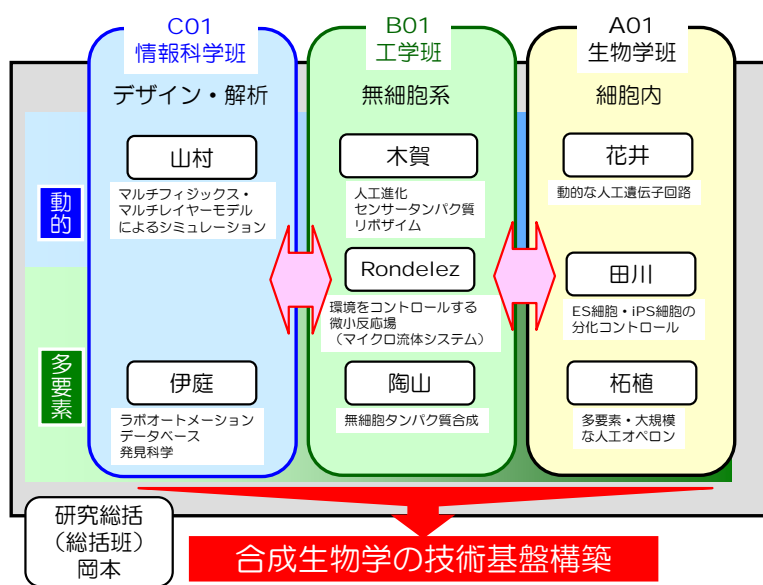 C01
情報科学班
デザイン・解析
山村
マルチフィジックス・
マルチレイヤーモデル
によるシミュレーション
伊庭
ラボオートメーション
データベース
発見科学
B01
工学班
無細胞系
木賀
人工進化
センサータンパク質
リボザイム
Rondelez
環境をコントロールする
微小反応場
（マイクロ流体システム）
陶山
無細胞タンパク質合成
A01
生物学班
細胞内
花井
動的な人工遺伝子回路
田川
ES細胞・iPS細胞の
分化コントロール
柘植
多要素・大規模
な人工オペロン
動的
多要素
研究総括
（総括班）
岡本
合成生物学の技術基盤構築